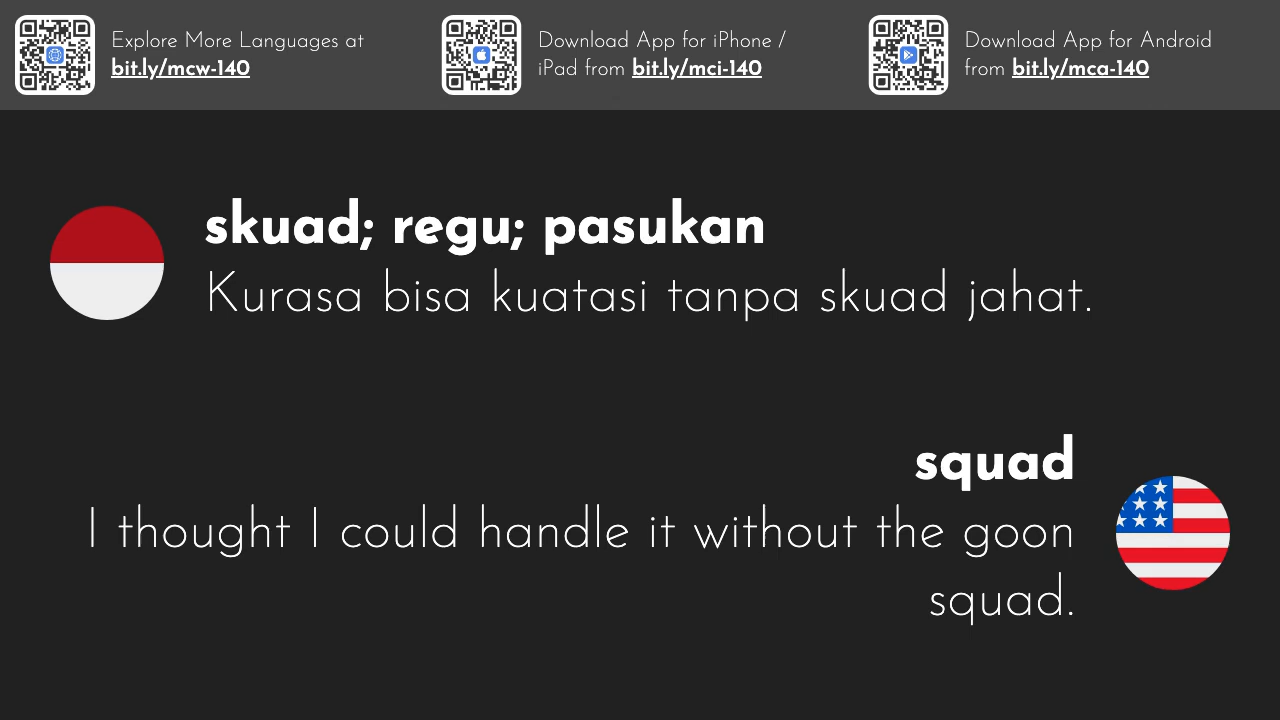 Explore More Languages at
bit.ly/mcw-140
Download App for iPhone /
iPad from bit.ly/mci-140
Download App for Android
from bit.ly/mca-140
skuad; regu; pasukan
Kurasa bisa kuatasi tanpa skuad jahat.
squad
I thought I could handle it without the goon
squad.